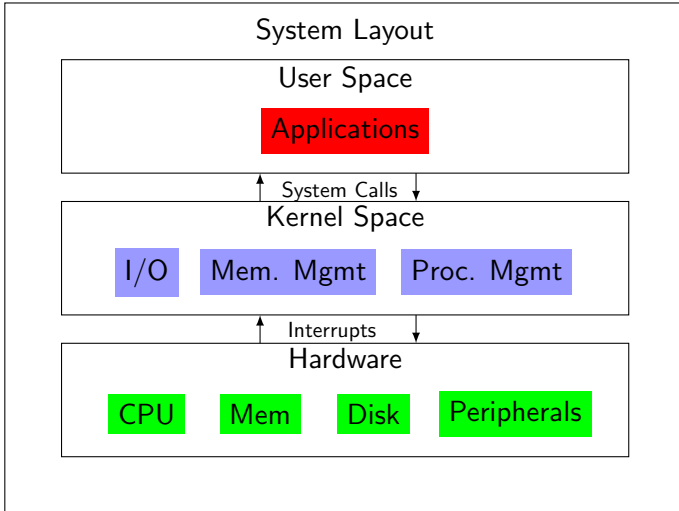 System Layout
User Space
Applications
System Calls
Kernel Space
I/O Mem. Mgmt Proc. Mgmt
Interrupts
Hardware
CPU Mem Disk Peripherals